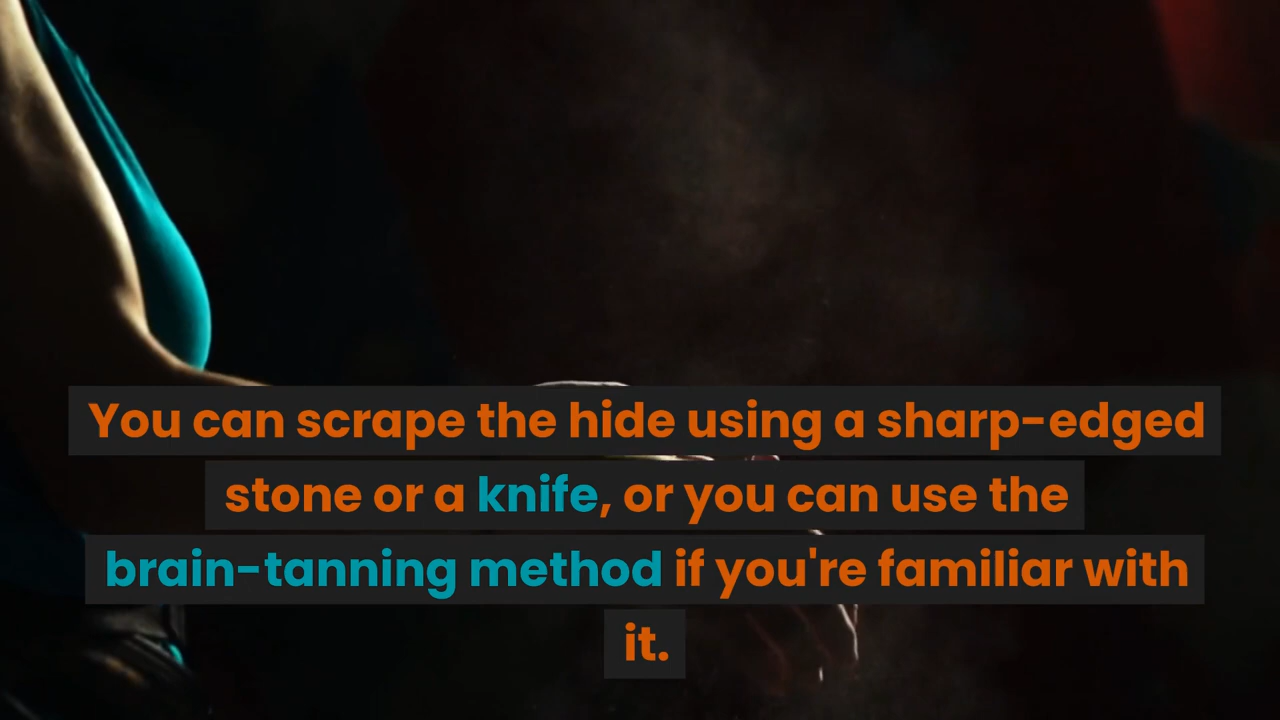 You can scrape the hide using a sharp-edged
stone or a knife, or you can use the
brain-tanning method if you're familiar with
it.